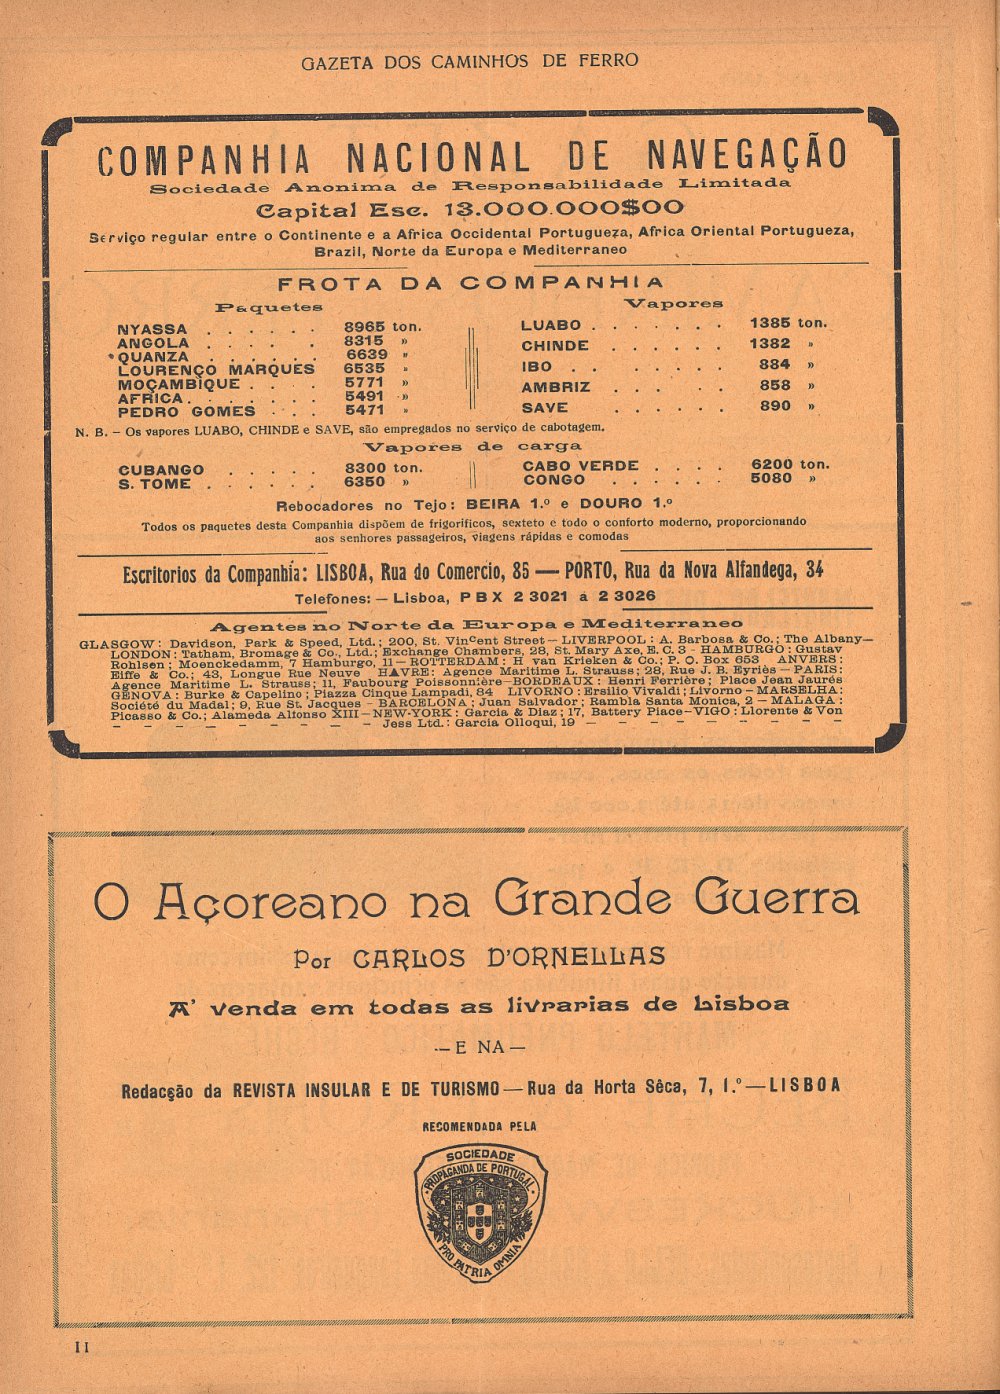 GAZETA DOS CAMINHOS DE FERRO
COMPANHIA NACIONAL DE NAVEGAÇÃO
Sociedade Anonima de Responsabilidade Limitada
Capital Esc. 13.000.000$00
Serviço regular entre o Continente e a Africa Occidental Portugueza, Africa Oriental Portugueza,
Brazil, Norte da Europa e Mediterraneo
FROTA DA COMPANHIA
Paquetes
NYASSA . . . . . . 8965 ton.
ANGOLA . . . . . . 8315 »
QUANZA . . . . . . 6639 »
LOURENÇO MARQUES 6535 »
MOÇAMBIQUE . . . . 5771 »
AFRICA . . . . . . 5491 »
PEDRO GOMES . . . 5471 »
Vapores
LUABO . . . . . . . 1385 ton.
CHINDE . . . . . . 1382 »
IBO . . . . . . . 884 »
AMBRIZ . . . . . . 858 »
SAVE . . . . . . 890 »
N. B. — Os vapores LUABO, CHINDE e SAVE, são empregados no serviço de cabotagem.
Vapores de carga
CUBANGO . . . . . 8300 ton.
S. TOME . . . . . . 6350 »
CABO VERDE . . . . 6200 ton.
CONGO . . . . . . 5080 »
Rebocadores no Tejo: BEIRA 1.º e DOURO 1.º
Todos os paquetes desta Companhia dispõem de frigorificos, sexteto e todo o conforto moderno, proporcionando
aos senhores passageiros, viagens rápidas e comodas
Escritorios da Companhia: LISBOA, Rua do Comercio, 85 — PORTO, Rua da Nova Alfandega, 34
Telefones: — Lisboa, PBX 2 3021 a 2 3026
Agentes no Norte da Europa e Mediterraneo
GLASGOW: Davidson, Park & Speed, Ltd.; 200, St. Vincent Street — LIVERPOOL: A. Barbosa & Co.; The Albany—
LONDON: Tatham, Bromage & Co., Ltd.; Exchange Chambers, 28, St. Mary Axe, E. C. 3 - HAMBURGO: Gustav
Rohlsen; Moenckedamm, 7 Hamburgo, 11 — ROTTERDAM: H van Krieken & Co.; P. O. Box 653 ANVERS:
Eiffe & Co.; 43, Longue Rue Neuve HAVRE: Agence Maritime L. Strauss; 28, Rue J. B. Eyriès — PARIS:
Agence Maritime L. Strauss; 11, Faubourg Poissonnière — BORDEAUX: Henri Ferrière; Place Jean Jaurés
GÉNOVA: Burke & Capelino; Piazza Cinque Lampadi, 84 LIVORNO: Ersilio Vivaldi; Livorno — MARSELHA:
Société du Madal; 9, Rue St. Jacques - BARCELONA; Juan Salvador; Rambla Santa Monica, 2 — MALAGA:
Picasso & Co.; Alameda Alfonso XIII — NEW-YORK: Garcia & Diaz; 17, Battery Place — VIGO: Llorente & Von
— — — — — — — — Jess Ltd.: Garcia Olloqui, 19 — — — — — — — —
O Açoreano na Grande Guerra
Por CARLOS D'ORNELLAS
A' venda em todas as livrarias de Lisboa
— E NA —
Redacção da REVISTA INSULAR E DE TURISMO — Rua da Horta Sêca, 7, 1.º — LISBOA
RECOMENDADA PELA
SOCIEDADE
PROPAGANDA DE PORTUGAL
PRO PATRIA OMNIA
II